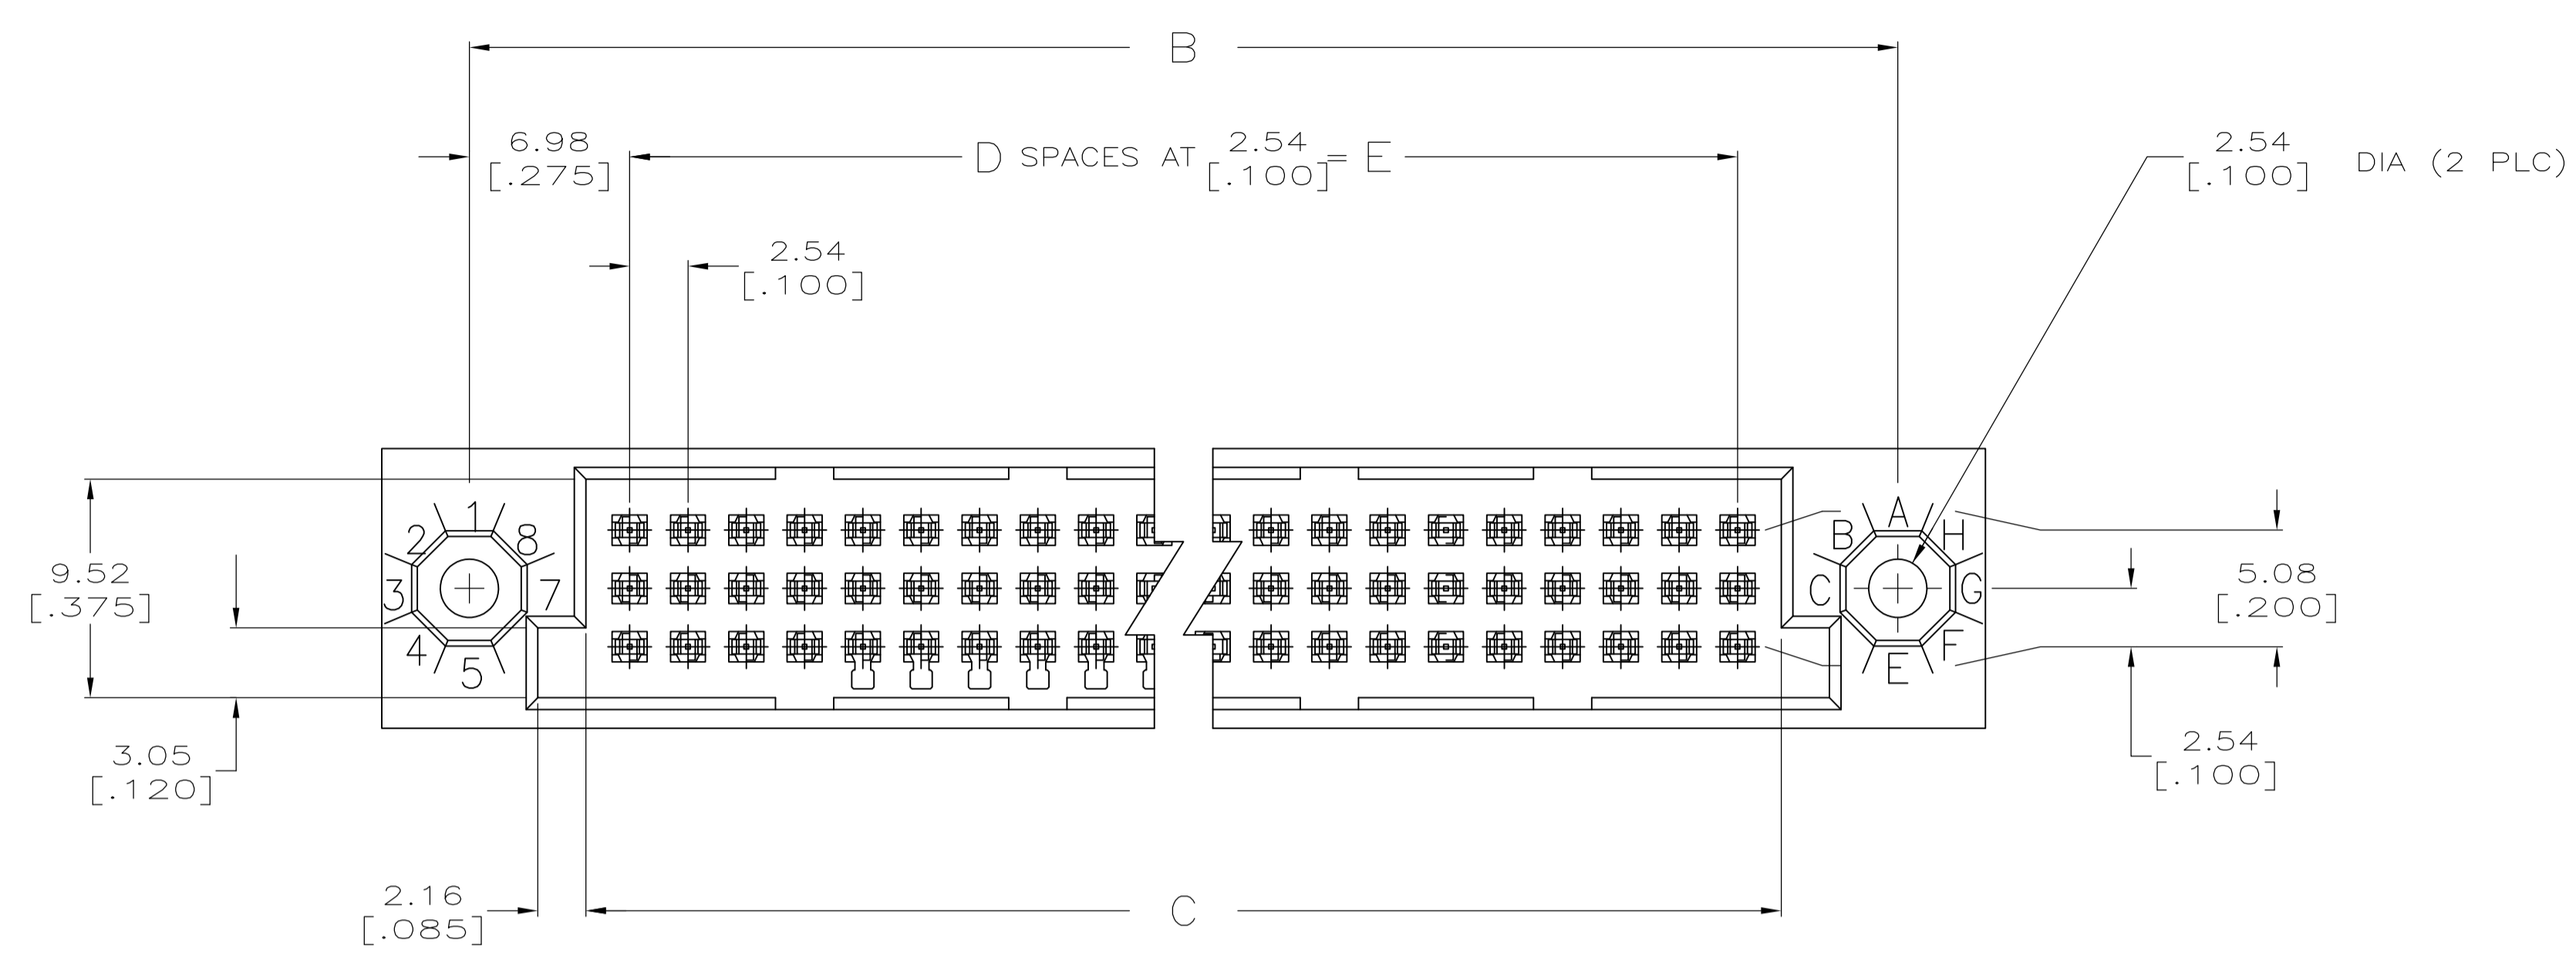 B
6.98
[.275]
D SPACES AT 2.54 [.100] = E
2.54
[.100]
DIA (2 PLC)
2.54
[.100]
1
2
8
3
7
4
5
A
B
H
C
G
F
E
9.52
[.375]
5.08
[.200]
3.05
[.120]
2.54
[.100]
2.16
[.085]
C